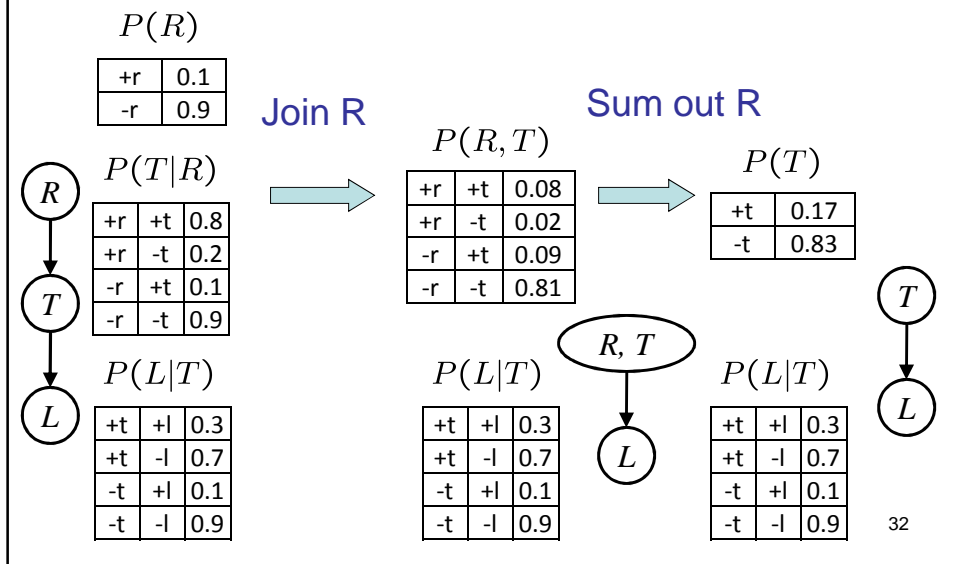 P(R)
+r 0.1
-r 0.9
Join R
Sum out R
R
T
L
P(T|R)
+r +t 0.8
+r -t 0.2
-r +t 0.1
-r -t 0.9
P(L|T)
+t +l 0.3
+t -l 0.7
-t +l 0.1
-t -l 0.9
P(R, T)
+r +t 0.08
+r -t 0.02
-r +t 0.09
-r -t 0.81
R, T
L
P(L|T)
+t +l 0.3
+t -l 0.7
-t +l 0.1
-t -l 0.9
P(T)
+t 0.17
-t 0.83
T
L
P(L|T)
+t +l 0.3
+t -l 0.7
-t +l 0.1
-t -l 0.9
32